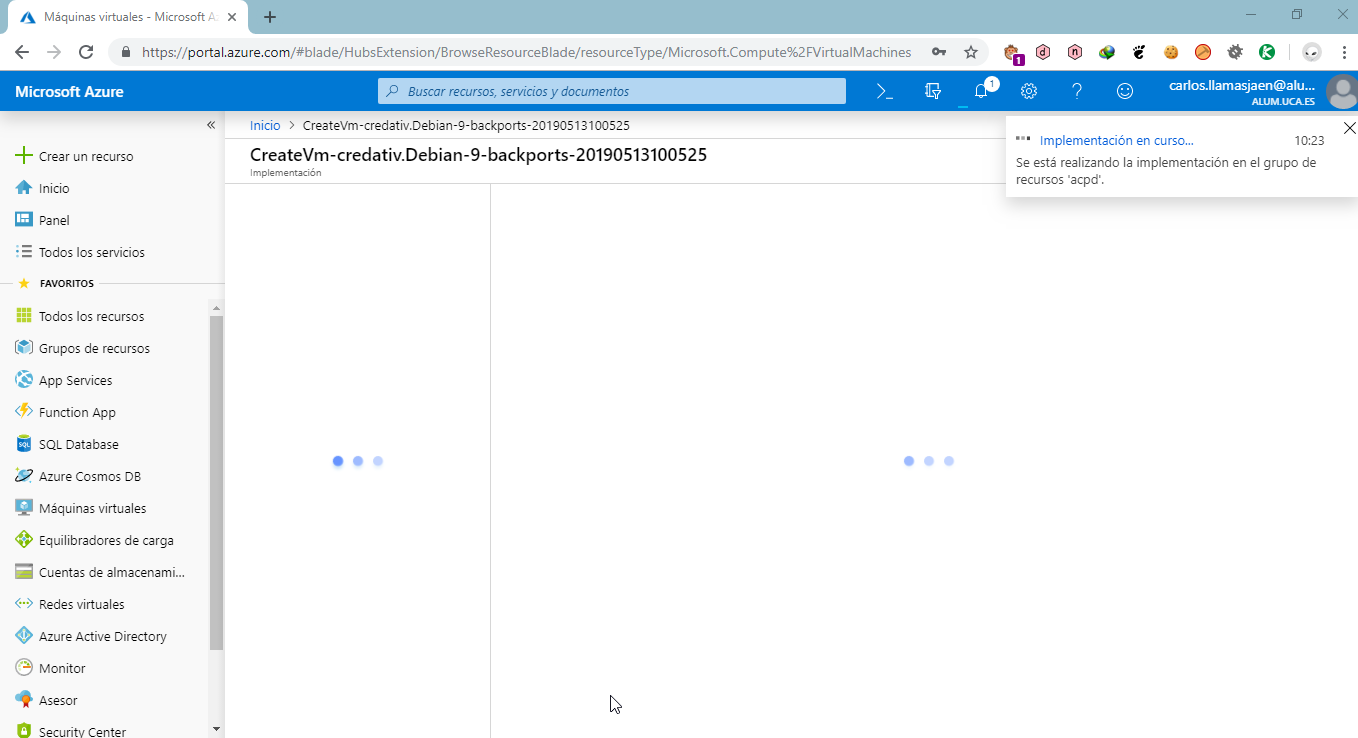 Máquinas virtuales - Microsoft A
https://portal.azure.com/#blade/HubsExtension/BrowseResourceBlade/resourceType/Microsoft.Compute%2FVirtualMachines
1
Microsoft Azure
Buscar recursos, servicios y documentos
1
carlos.llamasjaen@alu...
ALUM.UCA.ES
Inicio > CreateVm-credativ.Debian-9-backports-20190513100525
CreateVm-credativ.Debian-9-backports-20190513100525
Implementación
Implementación en curso... 10:23
Se está realizando la implementación en el grupo de
recursos 'acpd'.
Crear un recurso
Inicio
Panel
Todos los servicios
FAVORITOS
Todos los recursos
Grupos de recursos
App Services
Function App
SQL Database
Azure Cosmos DB
Máquinas virtuales
Equilibradores de carga
Cuentas de almacenami...
Redes virtuales
Azure Active Directory
Monitor
Asesor
Security Center